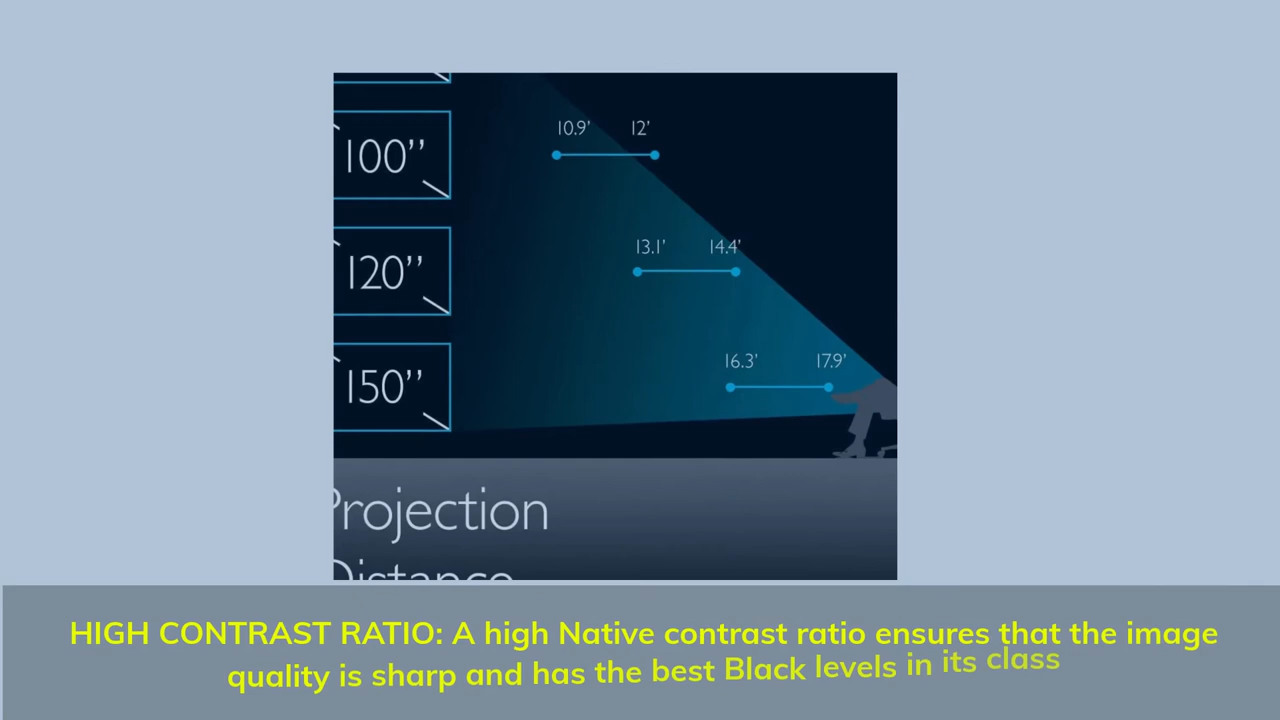 10.9’ 12’
100’’
13.1’ 14.4’
120’’
16.3’ 17.9’
150’’
Projection
Distance
HIGH CONTRAST RATIO: A high Native contrast ratio ensures that the image
quality is sharp and has the best Black levels in its class